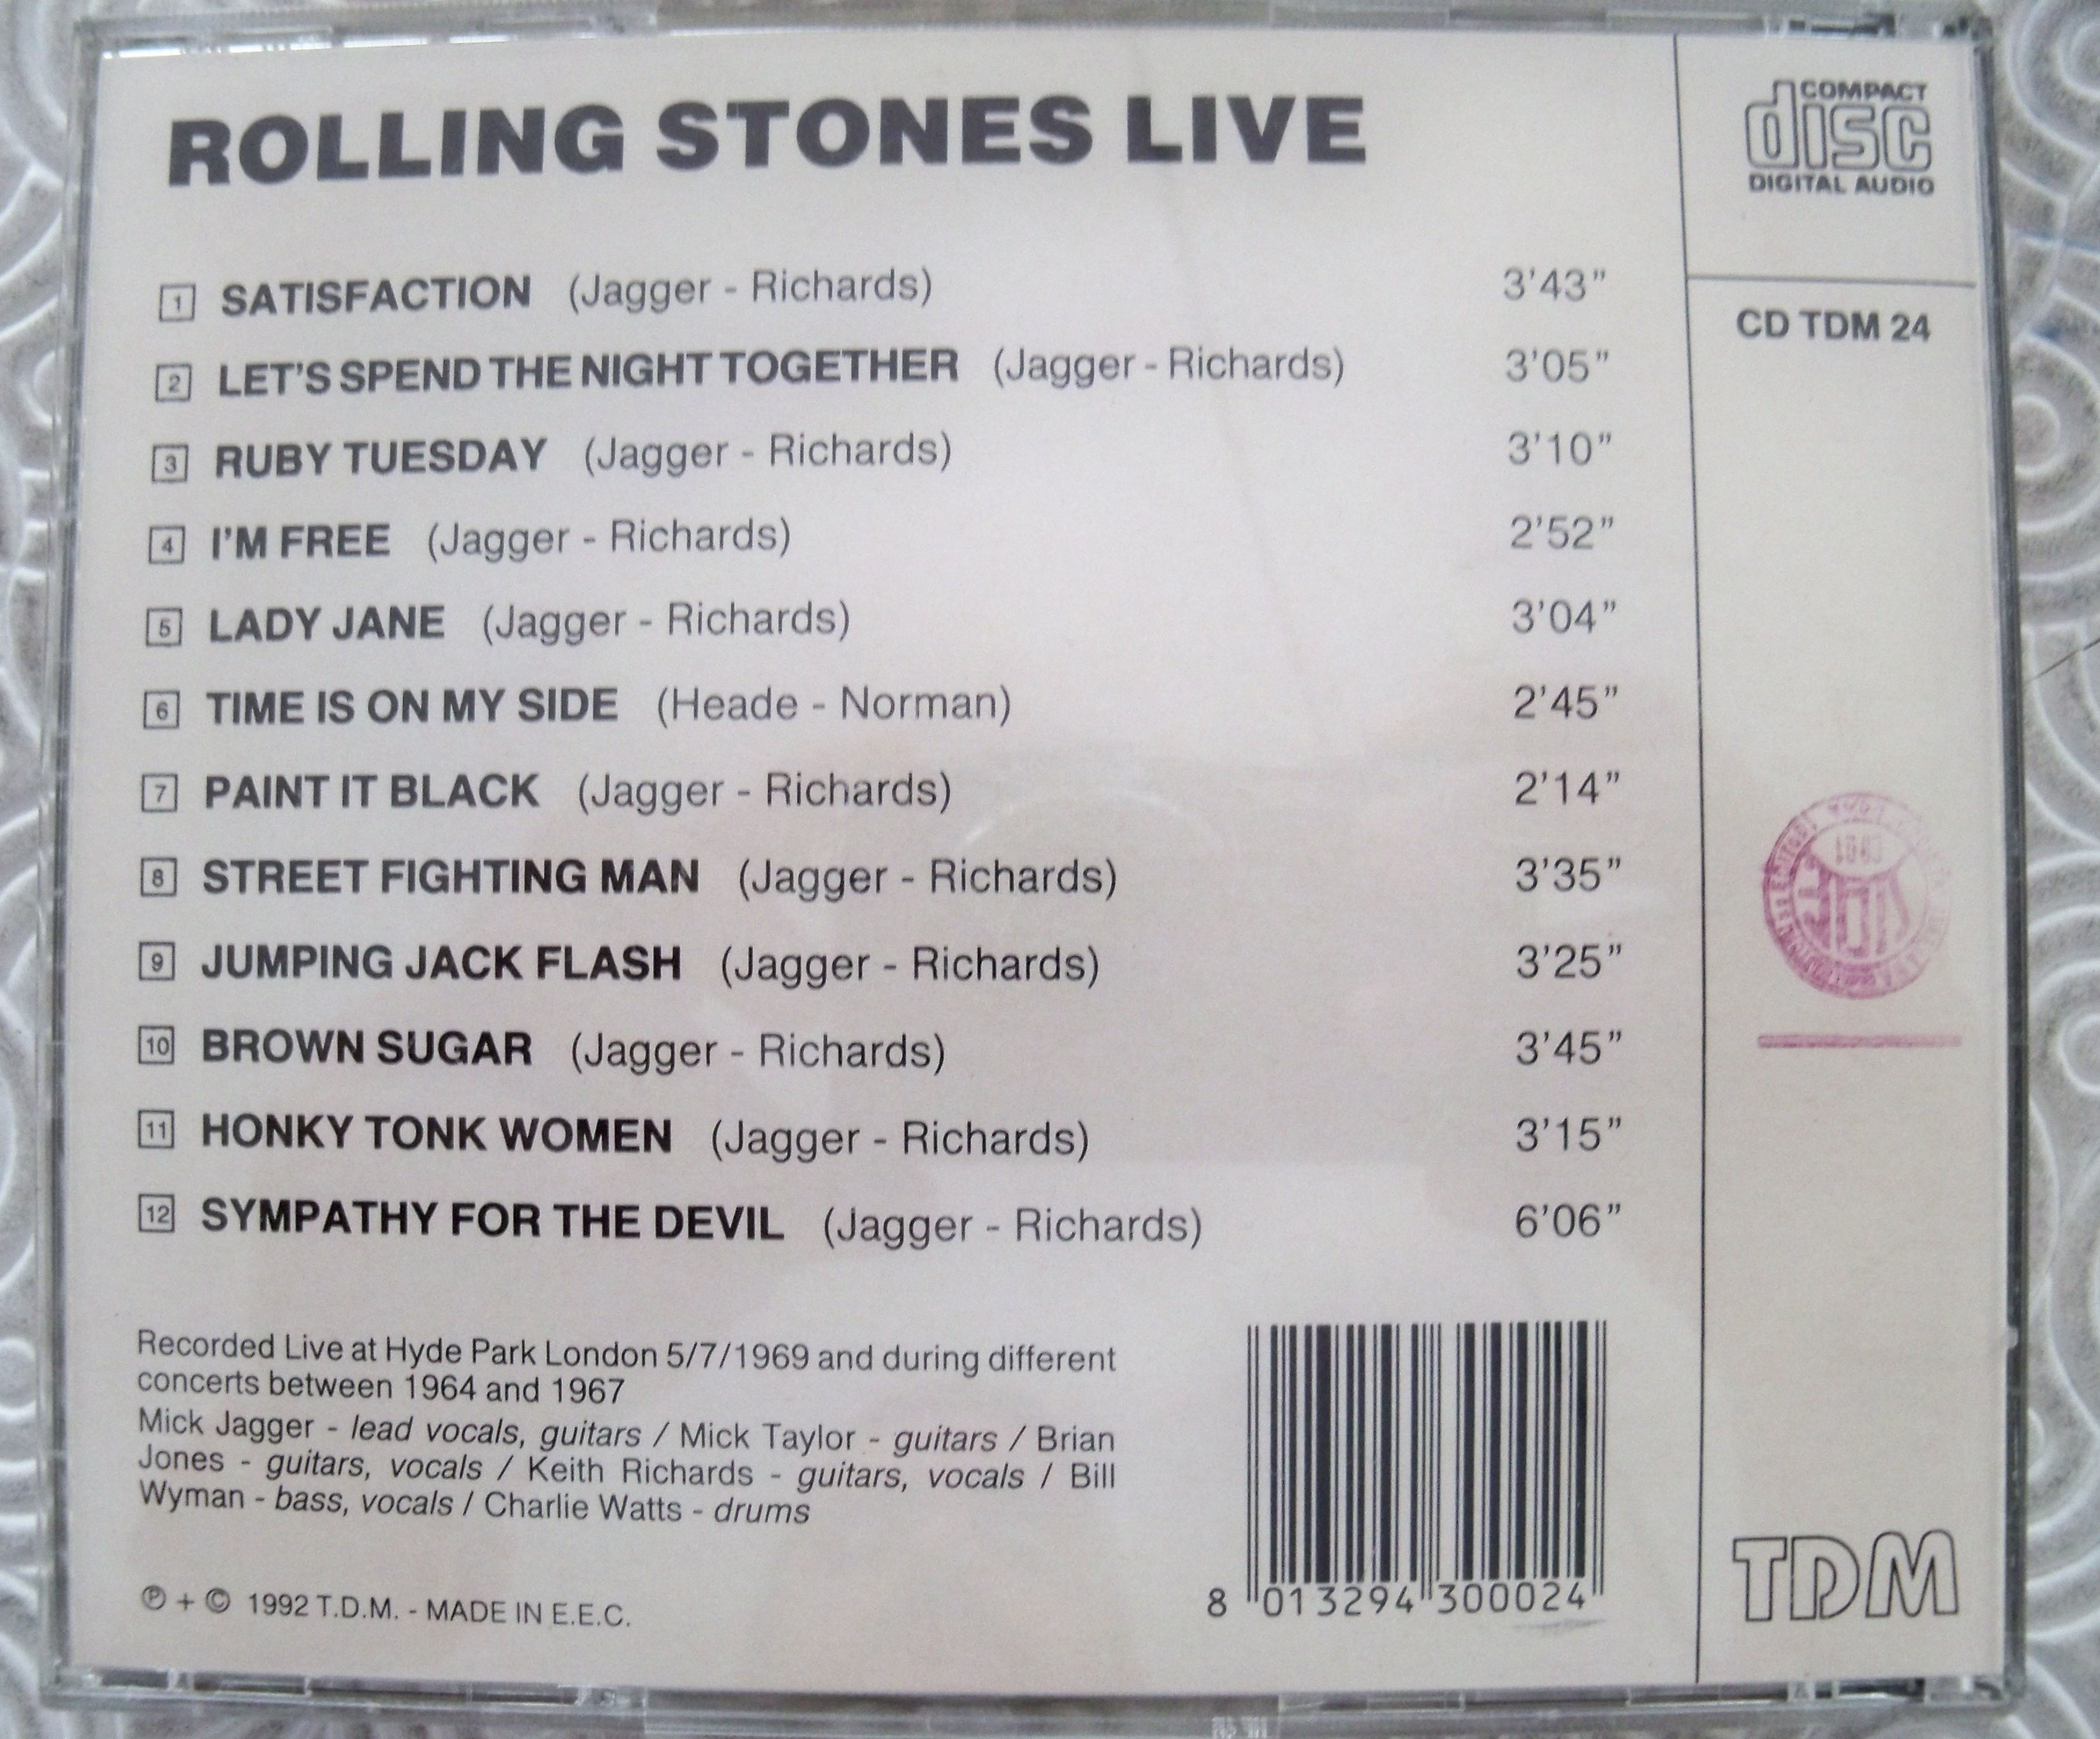 ROLLING STONES LIVE
COMPACT
disc
DIGITAL AUDIO
CD TDM 24
1 SATISFACTION (Jagger - Richards) 3'43"
2 LET'S SPEND THE NIGHT TOGETHER (Jagger - Richards) 3'05"
3 RUBY TUESDAY (Jagger - Richards) 3'10"
4 I'M FREE (Jagger - Richards) 2'52"
5 LADY JANE (Jagger - Richards) 3'04"
6 TIME IS ON MY SIDE (Heade - Norman) 2'45"
7 PAINT IT BLACK (Jagger - Richards) 2'14"
8 STREET FIGHTING MAN (Jagger - Richards) 3'35"
9 JUMPING JACK FLASH (Jagger - Richards) 3'25"
10 BROWN SUGAR (Jagger - Richards) 3'45"
11 HONKY TONK WOMEN (Jagger - Richards) 3'15"
12 SYMPATHY FOR THE DEVIL (Jagger - Richards) 6'06"
Recorded Live at Hyde Park London 5/7/1969 and during different
concerts between 1964 and 1967
Mick Jagger - lead vocals, guitars / Mick Taylor - guitars / Brian
Jones - guitars, vocals / Keith Richards - guitars, vocals / Bill
Wyman - bass, vocals / Charlie Watts - drums
℗ + © 1992 T.D.M. - MADE IN E.E.C.
8 013294 300024
TDM